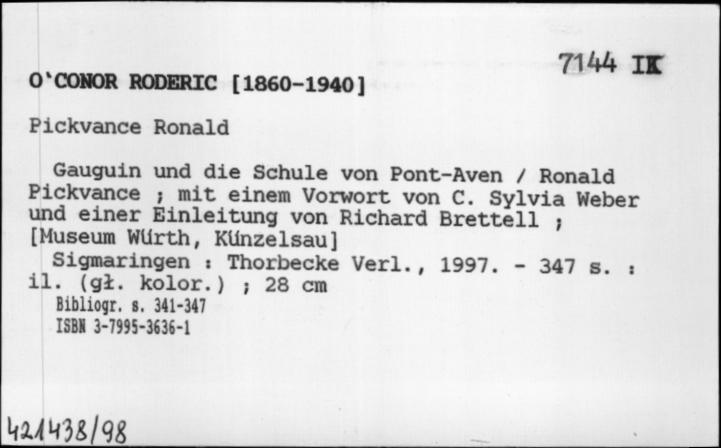 7144 IK
O'CONOR RODERIC [1860-1940]
Pickvance Ronald
Gauguin und die Schule von Pont-Aven / Ronald
Pickvance ; mit einem Vorwort von C. Sylvia Weber
und einer Einleitung von Richard Brettell ;
[Museum Würth, Künzelsau]
Sigmaringen : Thorbecke Verl., 1997. - 347 s. :
il. (gł. kolor.) ; 28 cm
Bibliogr. s. 341-347
ISBN 3-7995-3636-1
421438/98